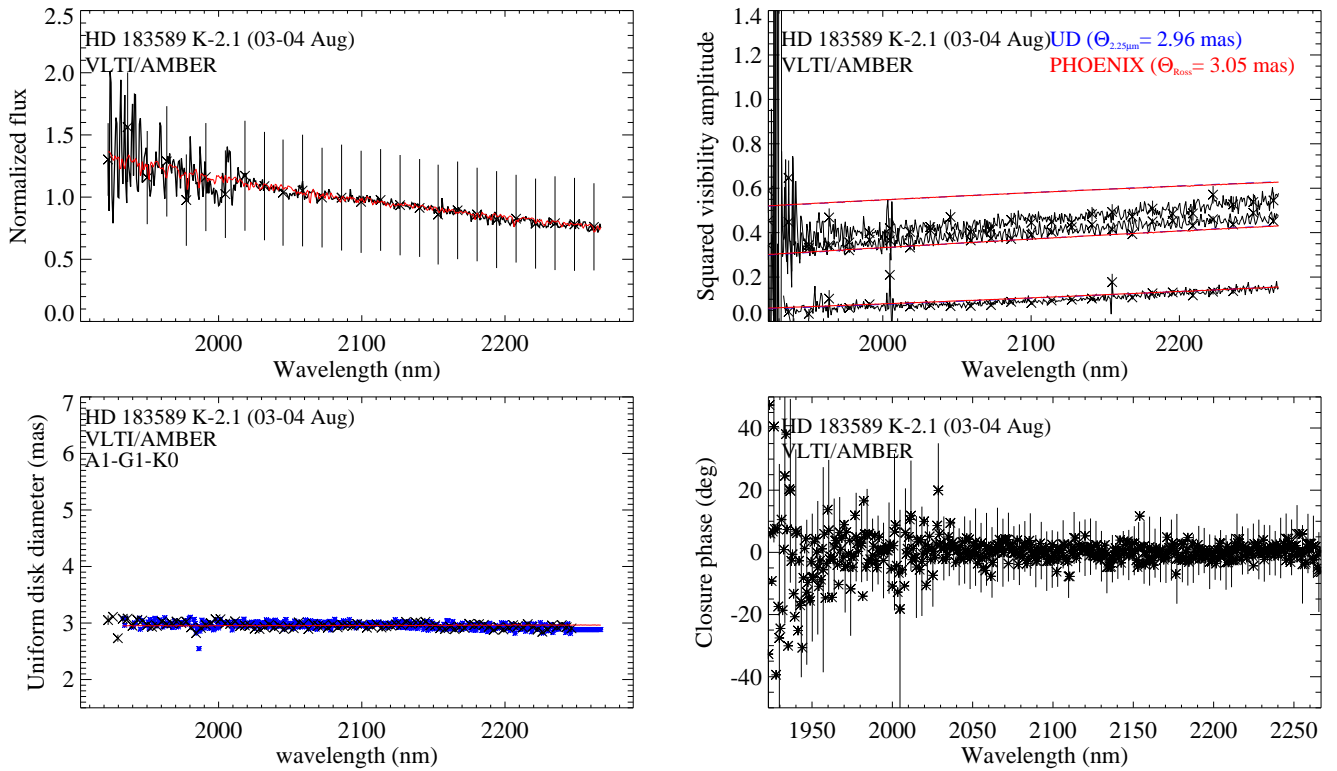 HD 183589 K-2.1 (03-04 Aug)
VLTI/AMBER
Normalized flux
2.5
2.0
1.5
1.0
0.5
0.0
2000 2100 2200
Wavelength (nm)
HD 183589 K-2.1 (03-04 Aug) UD (Θ2.25μm= 2.96 mas)
VLTI/AMBER PHOENIX (ΘRoss= 3.05 mas)
Squared visibility amplitude
1.4
1.2
1.0
0.8
0.6
0.4
0.2
0.0
2000 2100 2200
Wavelength (nm)
HD 183589 K-2.1 (03-04 Aug)
VLTI/AMBER
A1-G1-K0
Uniform disk diameter (mas)
7
6
5
4
3
2
2000 2100 2200
wavelength (nm)
HD 183589 K-2.1 (03-04 Aug)
VLTI/AMBER
Closure phase (deg)
40
20
0
-20
-40
1950 2000 2050 2100 2150 2200 2250
Wavelength (nm)